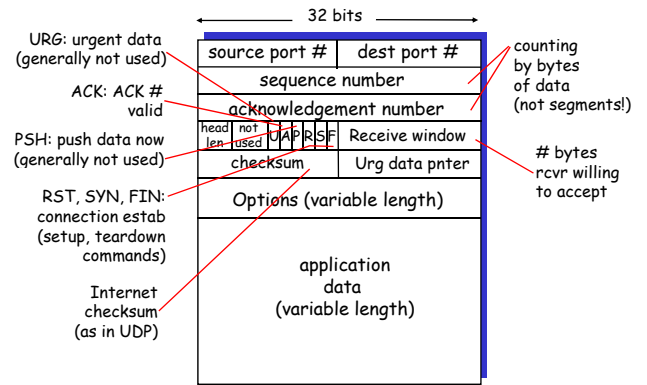 32 bits
URG: urgent data
(generally not used)
ACK: ACK #
valid
PSH: push data now
(generally not used)
RST, SYN, FIN:
connection estab
(setup, teardown
commands)
Internet
checksum
(as in UDP)
source port #
dest port #
sequence number
acknowledgement number
head
len
not
used
U A P R S F
Receive window
checksum
Urg data pnter
Options (variable length)
application
data
(variable length)
counting
by bytes
of data
(not segments!)
# bytes
rcvr willing
to accept